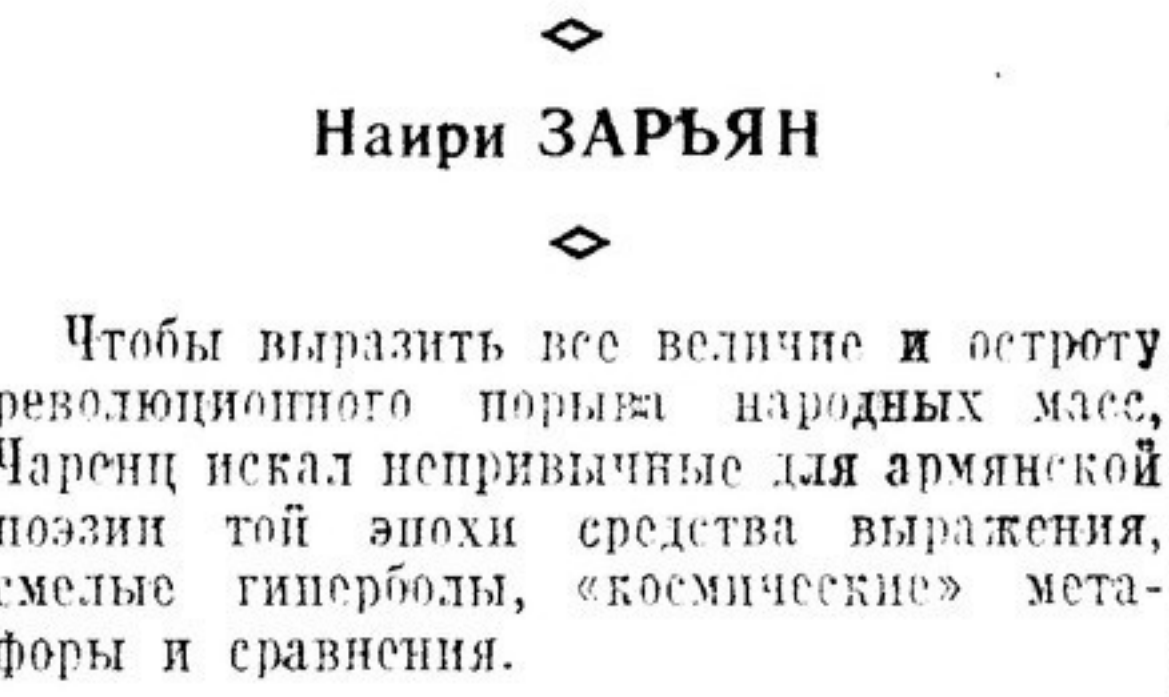 Наири ЗАРЬЯН
Чтобы выразить все величие и остроту
революционного порыва народных масс,
Чаренц искал непривычные для армянской
поэзии той эпохи средства выражения,
смелые гиперболы, «космические» мета-
форы и сравнения.